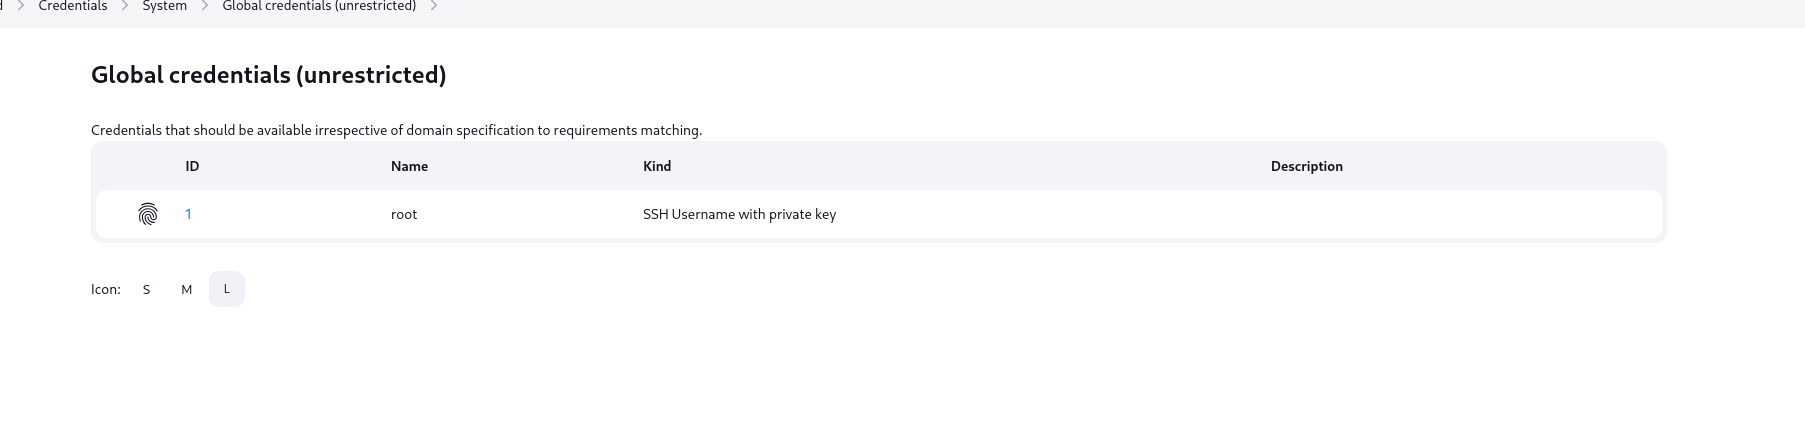 d > Credentials > System > Global credentials (unrestricted) >
Global credentials (unrestricted)
Credentials that should be available irrespective of domain specification to requirements matching.
ID Name Kind Description
1 root SSH Username with private key
Icon: S M L